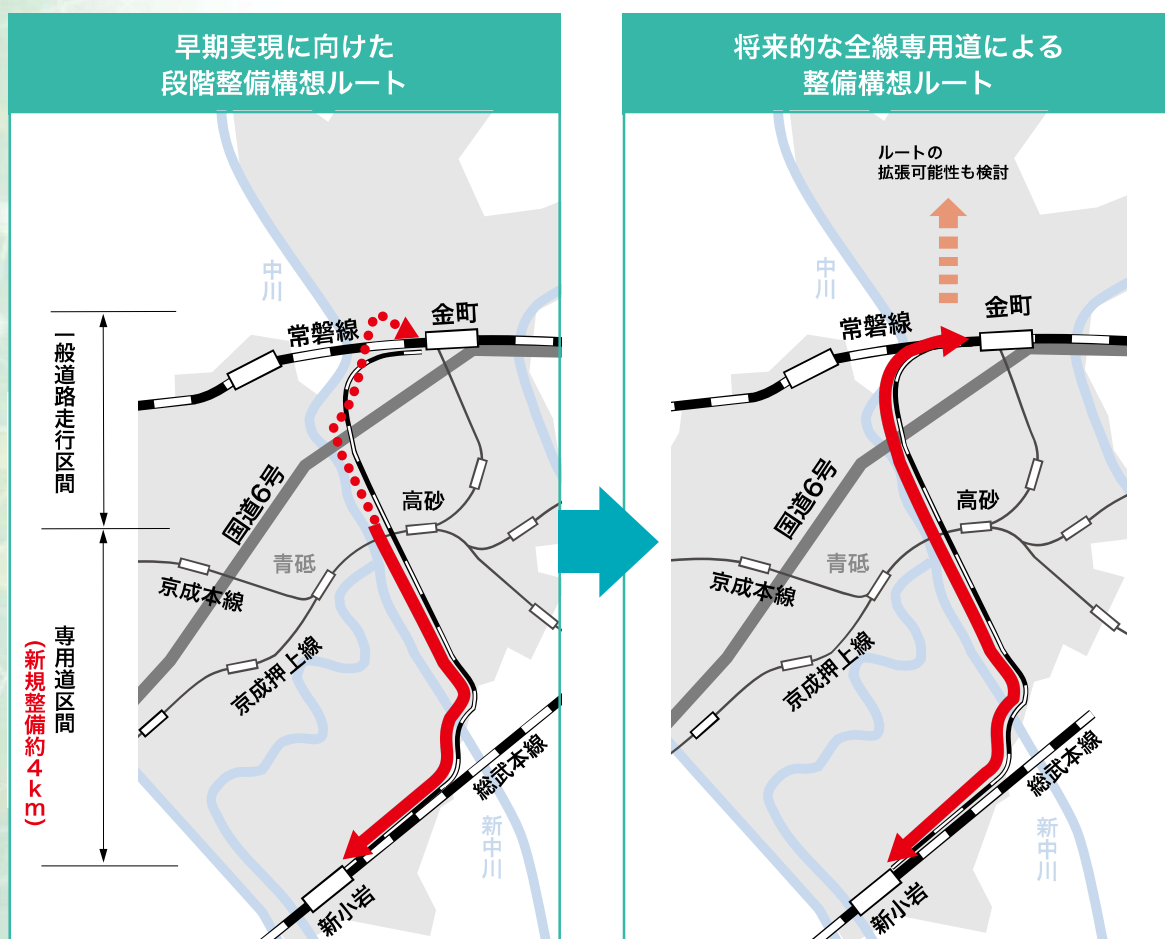 早期実現に向けた
段階整備構想ルート
中川
常磐線
金町
一般道路走行区間
国道6号
高砂
青砥
京成本線
専用道区間
(新規整備約4km)
京成押上線
総武本線
新中川
新小岩
将来的な全線専用道による
整備構想ルート
ルートの
拡張可能性も検討
中川
常磐線
金町
国道6号
高砂
青砥
京成本線
京成押上線
総武本線
新中川
新小岩